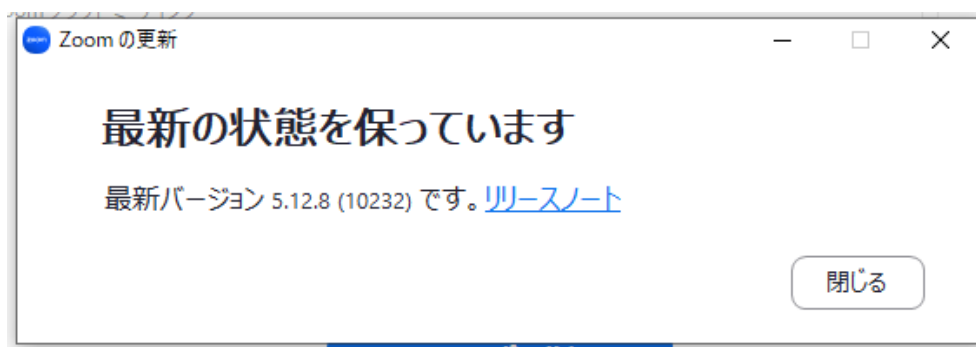 zoom
Zoom の更新
最新の状態を保っています
最新バージョン 5.12.8 (10232) です。リリースノート
閉じる